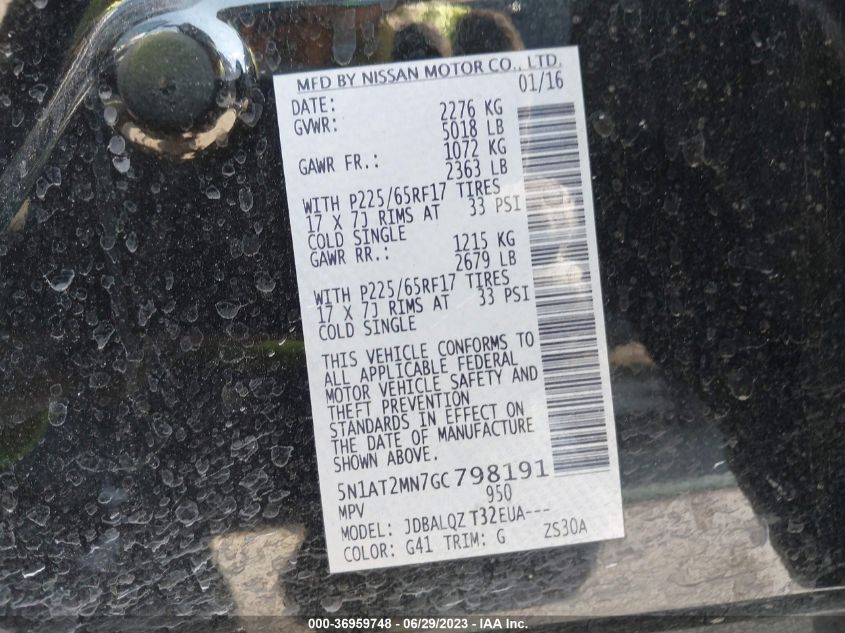 MFD BY NISSAN MOTOR CO., LTD.
DATE: 01/16
GVWR: 2276 KG
5018 LB
GAWR FR.: 1072 KG
2363 LB
WITH P225/65RF17 TIRES
17 X 7J RIMS AT 33 PSI
COLD SINGLE
GAWR RR.: 1215 KG
2679 LB
WITH P225/65RF17 TIRES
17 X 7J RIMS AT 33 PSI
COLD SINGLE
THIS VEHICLE CONFORMS TO
ALL APPLICABLE FEDERAL
MOTOR VEHICLE SAFETY AND
THEFT PREVENTION
STANDARDS IN EFFECT ON
THE DATE OF MANUFACTURE
SHOWN ABOVE.
5N1AT2MN7GC798191
MPV 950
MODEL: JDBALQZ T32EUA---
COLOR: G41 TRIM: G ZS30A
000-36959748 - 06/29/2023 - IAA Inc.